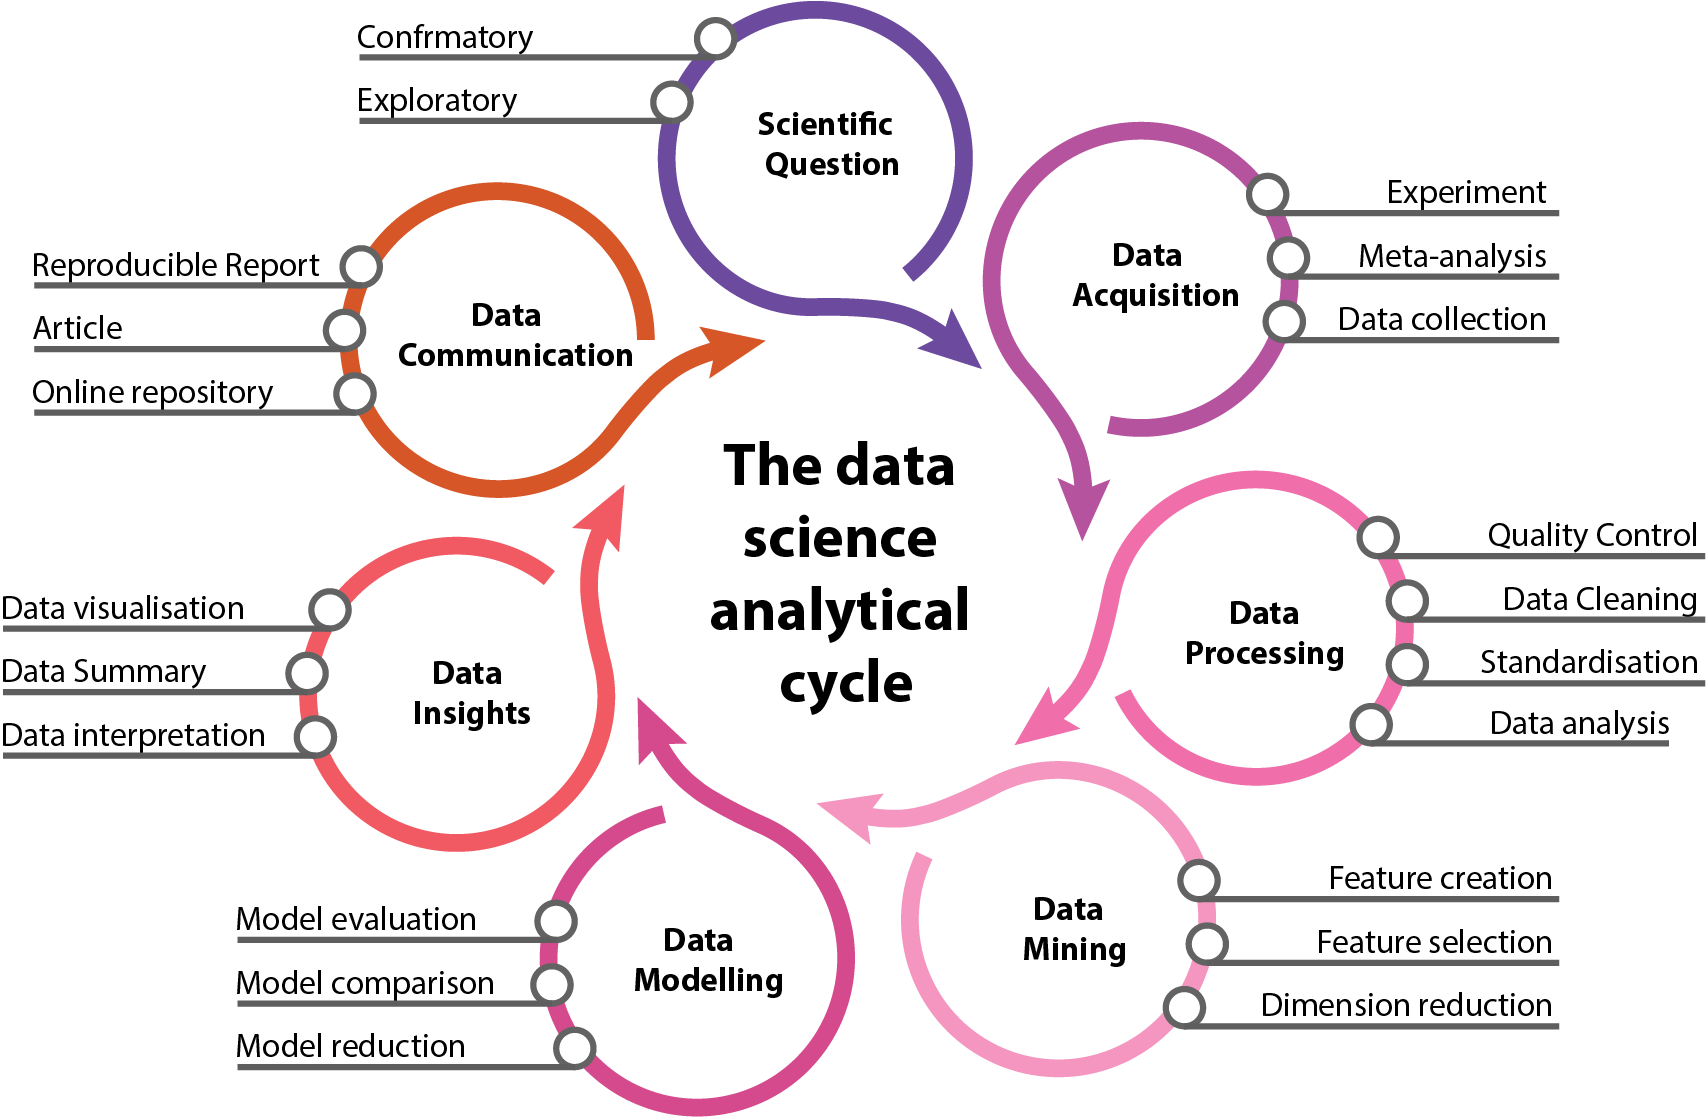 Confrmatory
Exploratory
Scientific
Question
Experiment
Meta-analysis
Data collection
Data
Acquisition
Quality Control
Data Cleaning
Standardisation
Data analysis
Data
Processing
Feature creation
Feature selection
Dimension reduction
Data
Mining
Model evaluation
Model comparison
Model reduction
Data
Modelling
Data visualisation
Data Summary
Data interpretation
Data
Insights
Reproducible Report
Article
Online repository
Data
Communication
The data
science
analytical
cycle